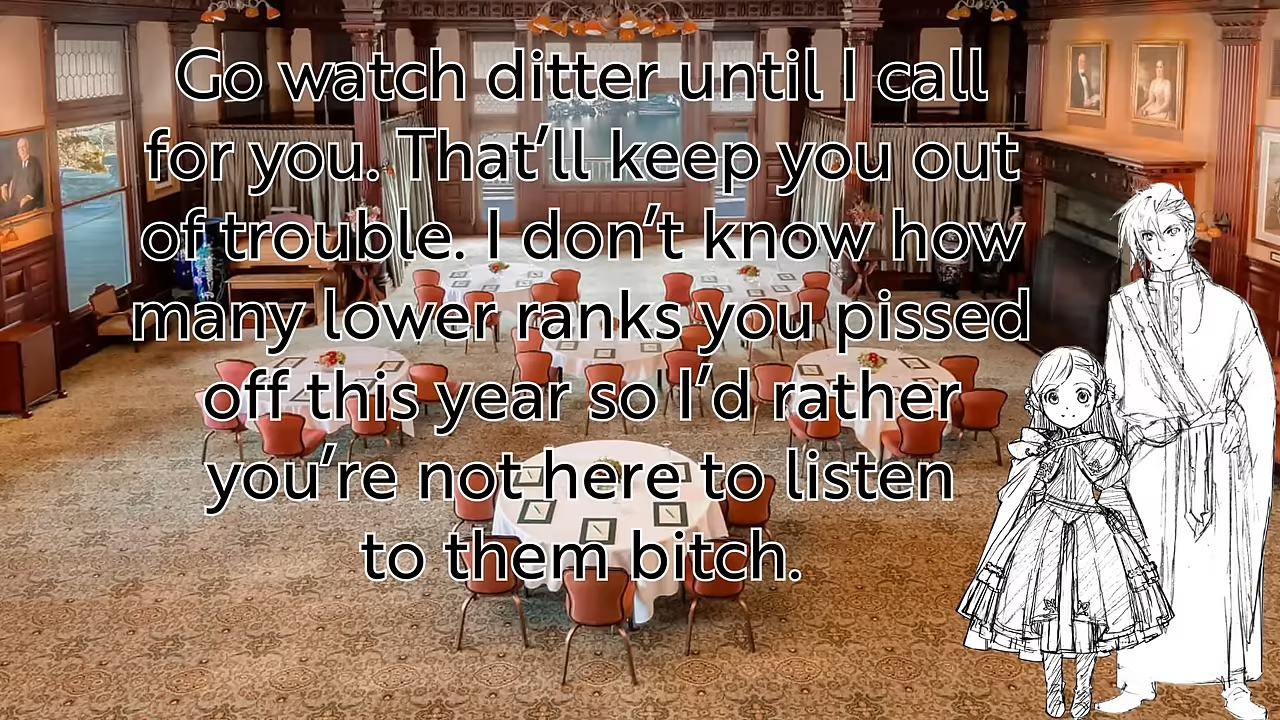 Go watch ditter until I call
for you. That'll keep you out
of trouble. I don't know how
many lower ranks you pissed
off this year so I'd rather
you're not here to listen
to them bitch.